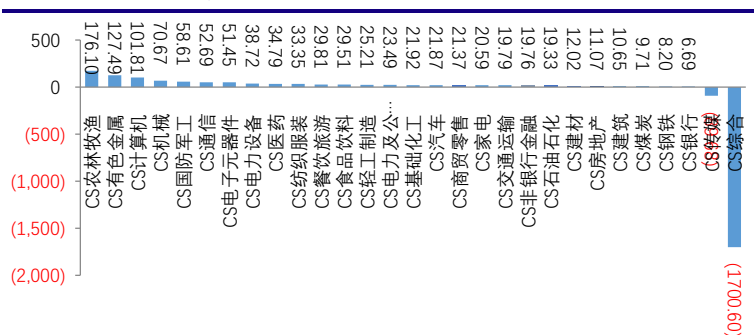 500
0
(500)
(1,000)
(1,500)
(2,000)
176.10
127.49
101.81
70.67
58.61
52.69
51.45
38.72
34.79
33.35
29.81
29.51
25.21
23.49
21.92
21.87
21.37
20.59
19.79
19.76
19.33
12.02
11.07
10.65
9.71
8.20
6.69
(1700.60)
CS农林牧渔
CS有色金属
CS计算机
CS机械
CS国防军工
CS通信
CS电子元器件
CS电力设备
CS医药
CS纺织服装
CS餐饮旅游
CS食品饮料
CS轻工制造
CS电力及公…
CS基础化工
CS汽车
CS商贸零售
CS家电
CS交通运输
CS非银行金融
CS石油石化
CS建材
CS房地产
CS建筑
CS煤炭
CS钢铁
CS银行
CS传媒
CS综合